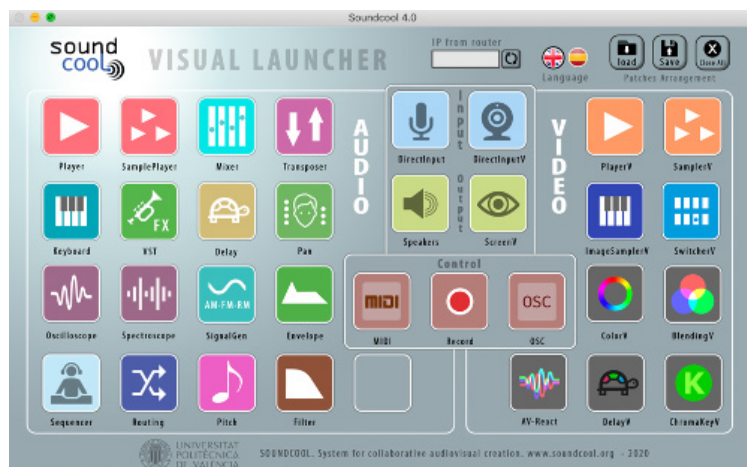 Soundcool 4.0
sound
cool
VISUAL LAUNCHER
IP from router
Language
load
Save
Close All
Patches Arrangement
AUDIO
Player
SamplePlayer
Mixer
Transposer
Keyboard
FX
VST
Delay
Pan
Oscilloscope
Spectroscope
AM-FM-RM
SignalGen
Envelope
Sequencer
Routing
Pitch
Filter
Input
DirectInput
DirectInputV
Output
Speakers
ScreenV
Control
MIDI
MIDI
Record
OSC
OSC
VIDEO
PlayerV
SamplerV
ImageSamplerV
SwitcherV
ColorV
BlendingV
AV-React
DelayV
K
ChromaKeyV
UNIVERSITAT
POLITÈCNICA
DE VALÈNCIA
SOUNDCOOL. System for collaborative audiovisual creation. www.soundcool.org - 2020